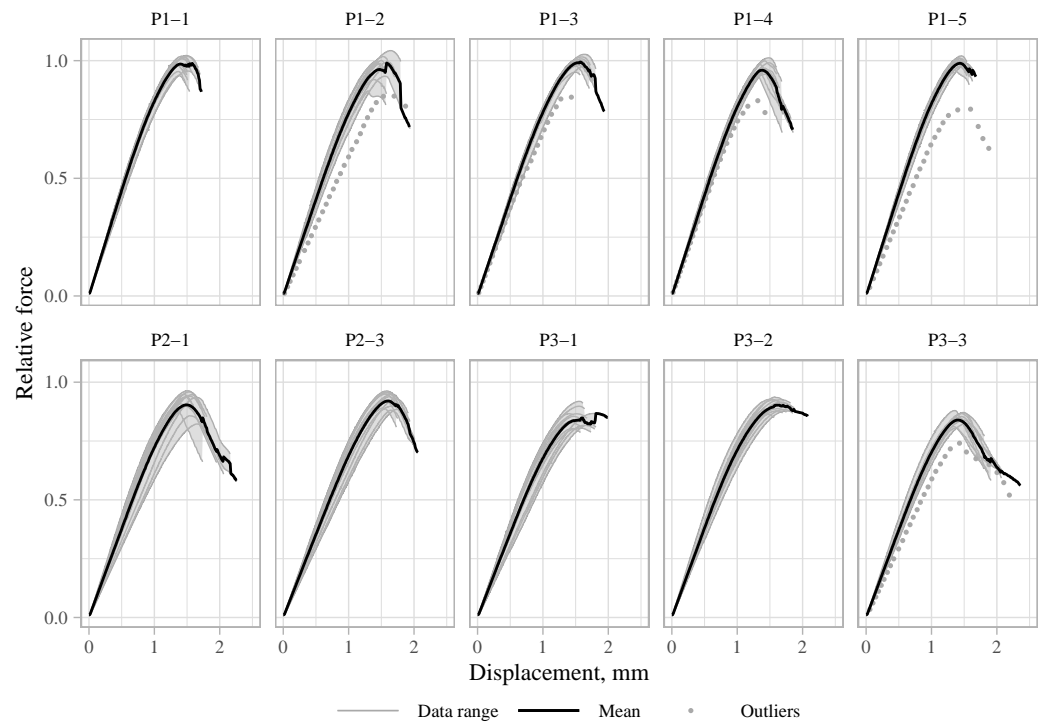 P1–1 P1–2 P1–3 P1–4 P1–5
1.0
0.5
0.0
Relative force
P2–1 P2–3 P3–1 P3–2 P3–3
1.0
0.5
0.0
0 1 2 0 1 2 0 1 2 0 1 2 0 1 2
Displacement, mm
Data range Mean Outliers